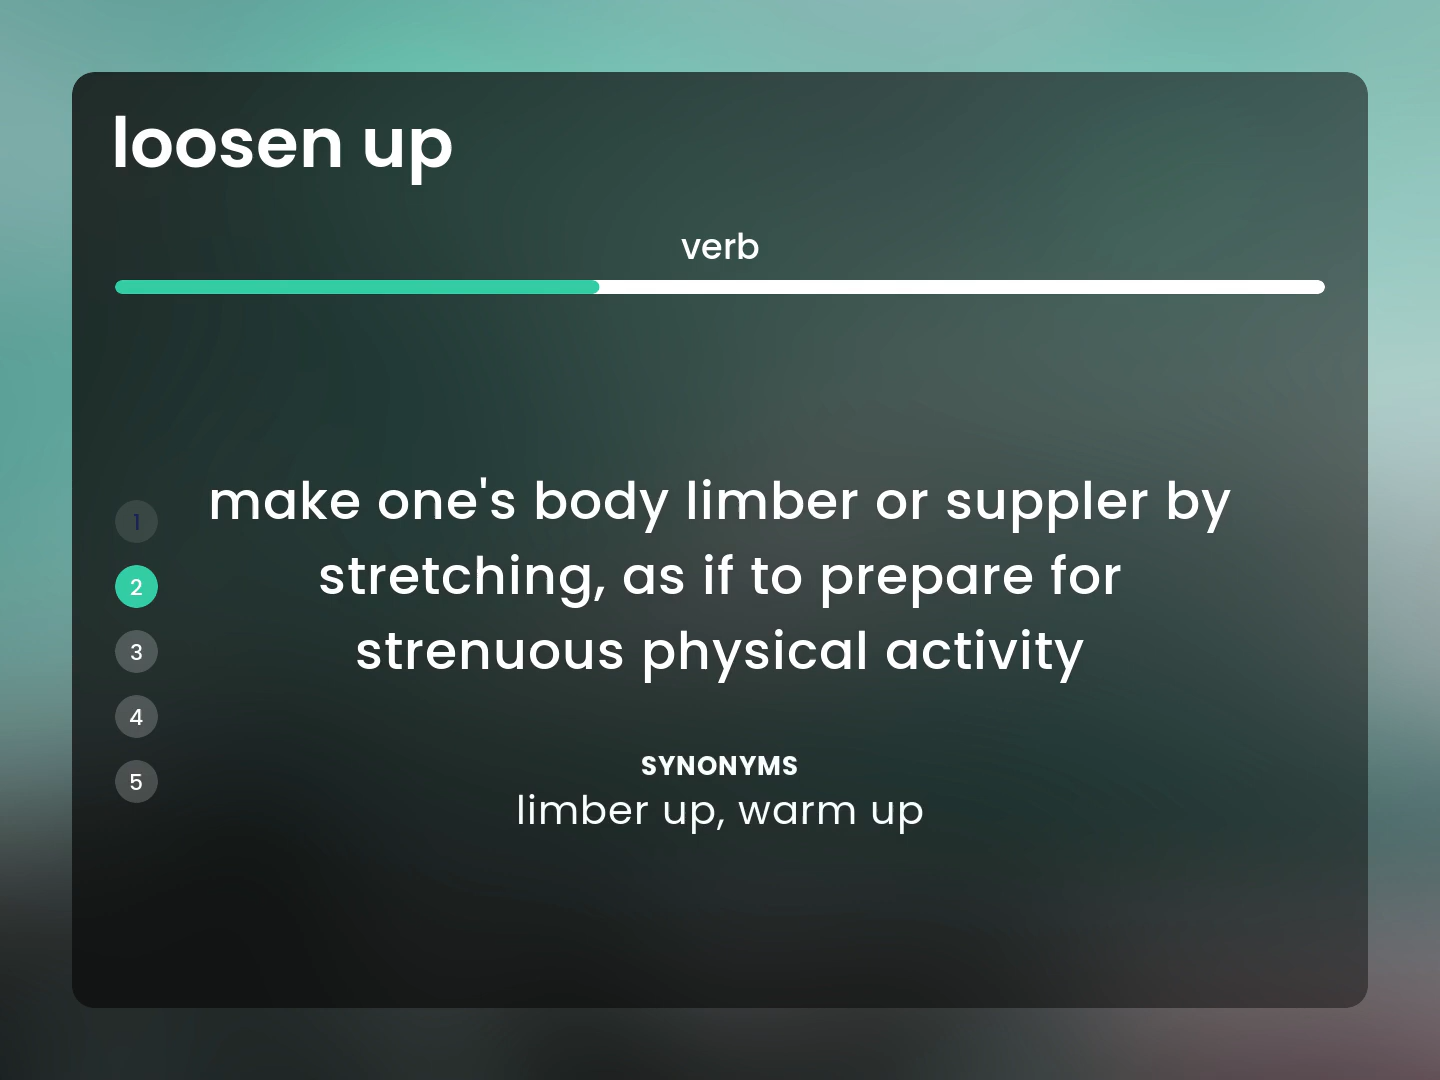 loosen up
verb
make one's body limber or suppler by
stretching, as if to prepare for
strenuous physical activity
1
2
3
4
5
SYNONYMS
limber up, warm up